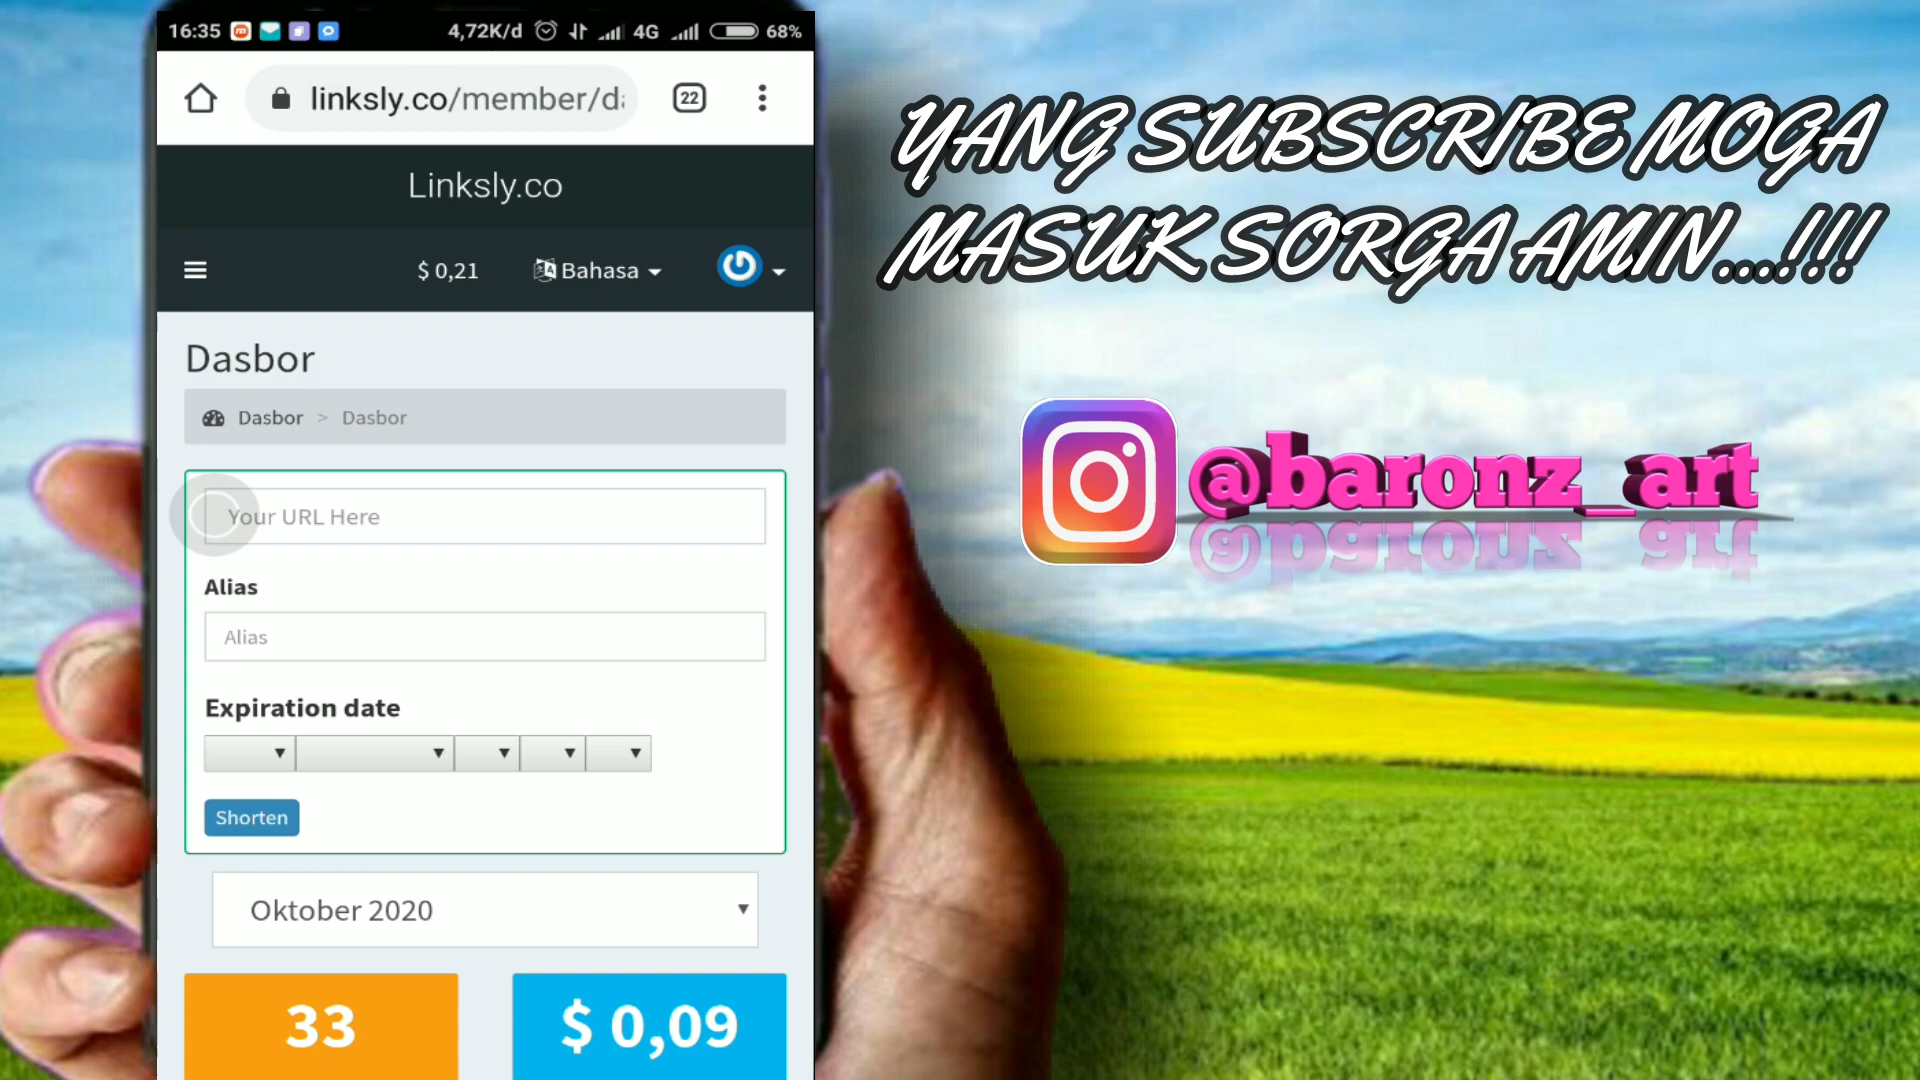 16:35
4,72K/d
4G
68%
linksly.co/member/da
22
Linksly.co
$ 0,21
Bahasa
Dasbor
Dasbor > Dasbor
Your URL Here
Alias
Alias
Expiration date
Shorten
Oktober 2020
33
$ 0,09
YANG SUBSCRIBE MOGA
MASUK SORGA AMIN....!!!
@baronz_art